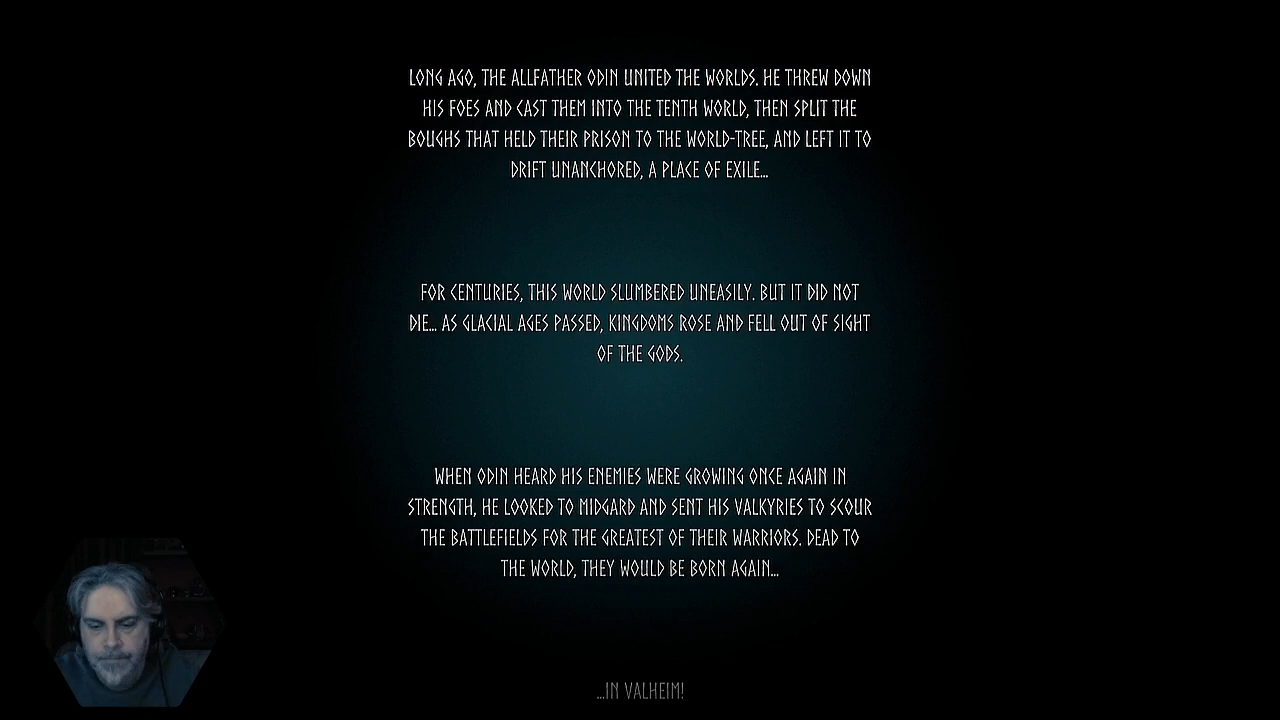 LONG AGO, THE ALLFATHER ODIN UNITED THE WORLDS. HE THREW DOWN
HIS FOES AND CAST THEM INTO THE TENTH WORLD, THEN SPLIT THE
BOUGHS THAT HELD THEIR PRISON TO THE WORLD-TREE, AND LEFT IT TO
DRIFT UNANCHORED, A PLACE OF EXILE...
FOR CENTURIES, THIS WORLD SLUMBERED UNEASILY. BUT IT DID NOT
DIE... AS GLACIAL AGES PASSED, KINGDOMS ROSE AND FELL OUT OF SIGHT
OF THE GODS.
WHEN ODIN HEARD HIS ENEMIES WERE GROWING ONCE AGAIN IN
STRENGTH, HE LOOKED TO MIDGARD AND SENT HIS VALKYRIES TO SCOUR
THE BATTLEFIELDS FOR THE GREATEST OF THEIR WARRIORS. DEAD TO
THE WORLD, THEY WOULD BE BORN AGAIN...
...IN VALHEIM!